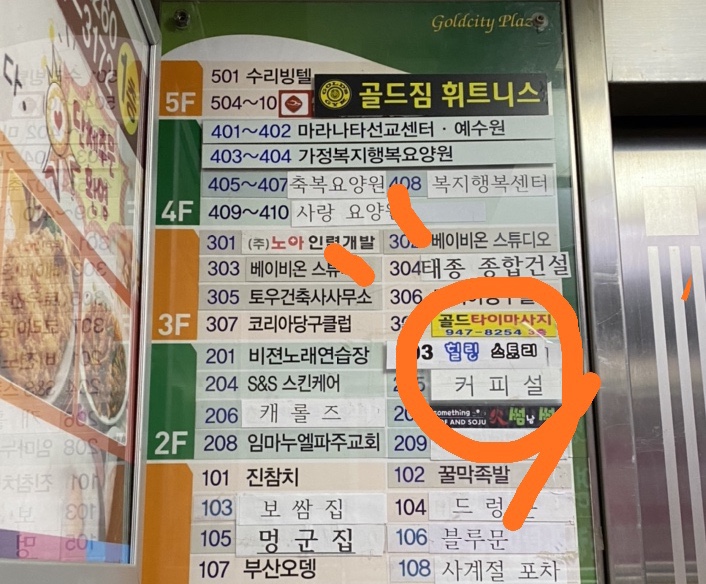 Goldcity Plaza
5F
501 수리빙텔
504~10 골드짐 휘트니스
4F
401~402 마라나타선교센터 · 예수원
403~404 가정복지행복요양원
405~407 축복요양원 408 복지행복센터
409~410 사랑 요양
3F
301 (주)노아 인력개발 302 베이비온 스튜디오
303 베이비온 304 태종 종합건설
305 토우건축사사무소 306
307 코리아당구클럽 골드타이마사지
947-8254
2F
201 비젼노래연습장 힐링 스토리
204 S&S 스킨케어 커피설
206 캐롤즈 something
AND SOJU
208 임마누엘파주교회 209
101 진참치 102 꿀막족발
103 보쌈집 104
105 멍군집 106 블루문
107 부산오뎅 108 사계절 포차